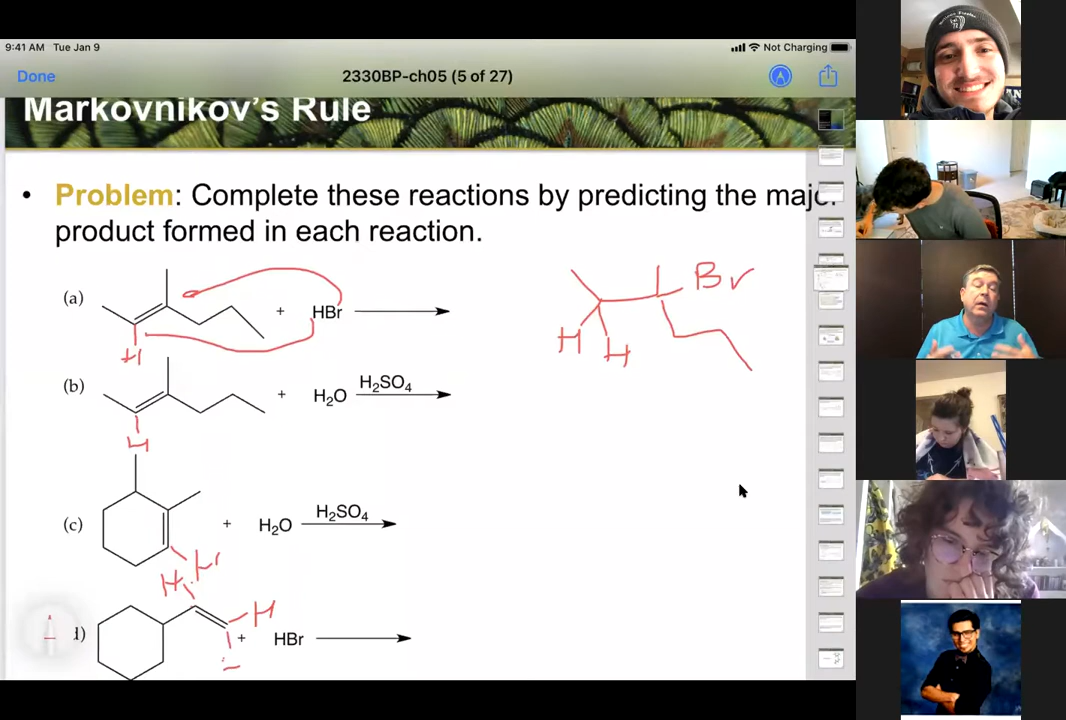 9:41 AM Tue Jan 9
Not Charging
Done
2330BP-ch05 (5 of 27)
Markovnikov's Rule
• Problem: Complete these reactions by predicting the major
product formed in each reaction.
(a)
+ HBr
H
Br
H H
(b)
+ H₂O H₂SO₄
H
(c)
+ H₂O H₂SO₄
H
H H
d)
+ HBr